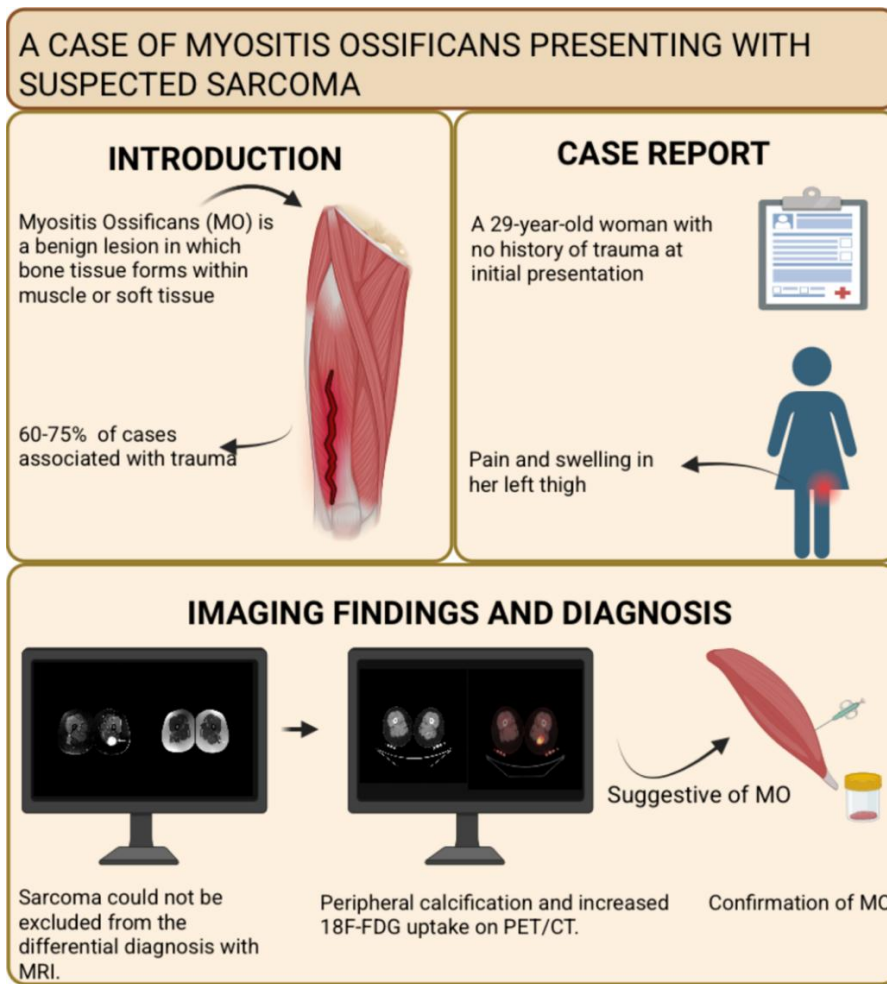 A CASE OF MYOSITIS OSSIFICANS PRESENTING WITH
SUSPECTED SARCOMA
INTRODUCTION
Myositis Ossificans (MO) is
a benign lesion in which
bone tissue forms within
muscle or soft tissue
60-75% of cases
associated with trauma
CASE REPORT
A 29-year-old woman with
no history of trauma at
initial presentation
Pain and swelling in
her left thigh
IMAGING FINDINGS AND DIAGNOSIS
Sarcoma could not be
excluded from the
differential diagnosis with
MRI.
Peripheral calcification and increased
18F-FDG uptake on PET/CT.
Suggestive of MO
Confirmation of MO